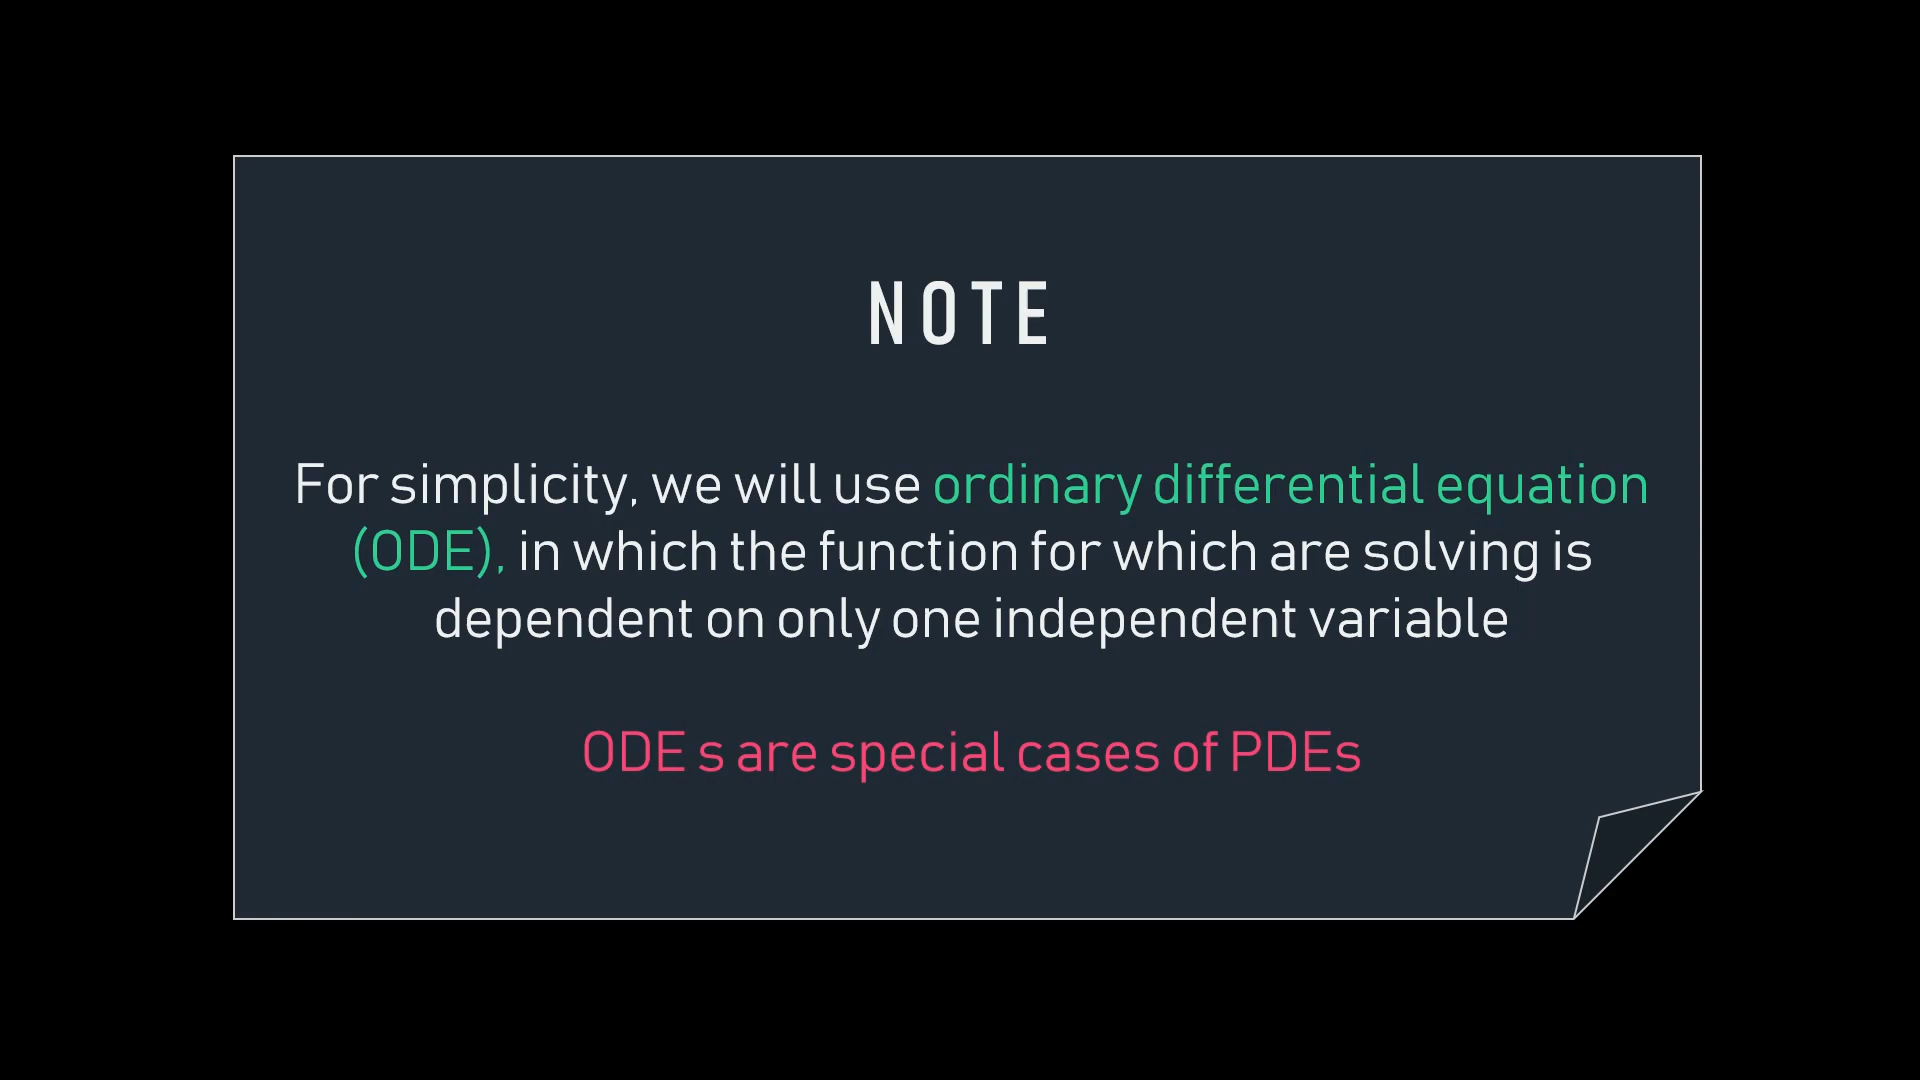 NOTE
For simplicity, we will use ordinary differential equation
(ODE), in which the function for which are solving is
dependent on only one independent variable
ODE s are special cases of PDEs